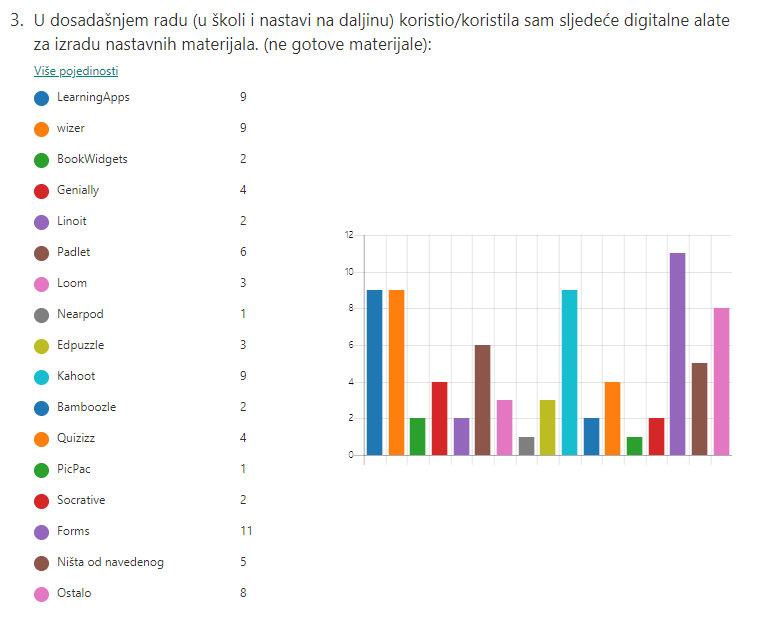 3. U dosadašnjem radu (u školi i nastavi na daljinu) koristio/koristila sam sljedeće digitalne alate
za izradu nastavnih materijala. (ne gotove materijale):
Više pojedinosti
LearningApps 9
wizer 9
BookWidgets 2
Genially 4
Linoit 2
Padlet 6
Loom 3
Nearpod 1
Edpuzzle 3
Kahoot 9
Bamboozle 2
Quizizz 4
PicPac 1
Socrative 2
Forms 11
Ništa od navedenog 5
Ostalo 8
12
10
8
6
4
2
0